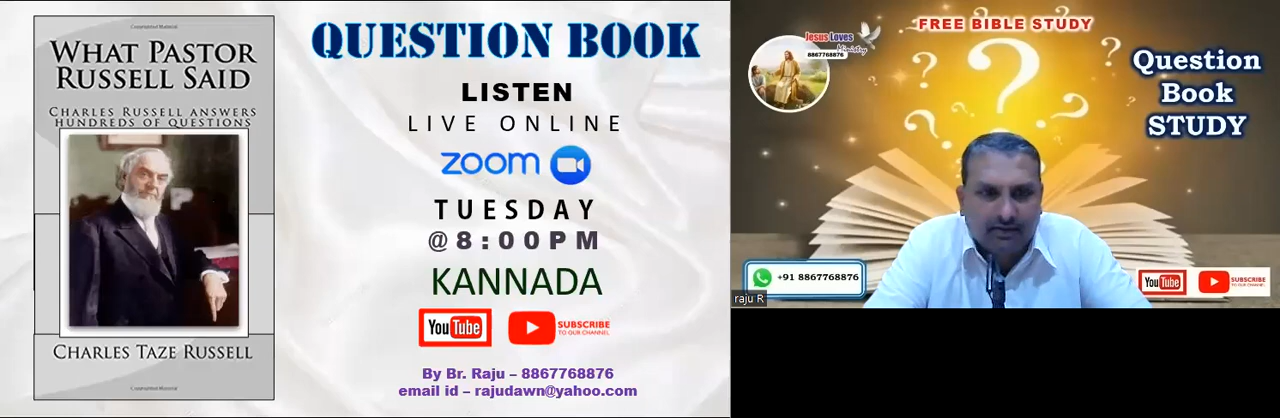 WHAT PASTOR
RUSSELL SAID
CHARLES RUSSELL ANSWERS
HUNDREDS OF QUESTIONS
CHARLES TAZE RUSSELL
QUESTION BOOK
LISTEN
LIVE ONLINE
zoom
TUESDAY
@8:00PM
KANNADA
YouTube
SUBSCRIBE
TO OUR CHANNEL
By Br. Raju – 8867768876
email id – rajudawn@yahoo.com
FREE BIBLE STUDY
Jesus Loves
Ministry
8867768876
Question
Book
STUDY
+91 8867768876
raju R
YouTube
SUBSCRIBE
TO OUR CHANNEL